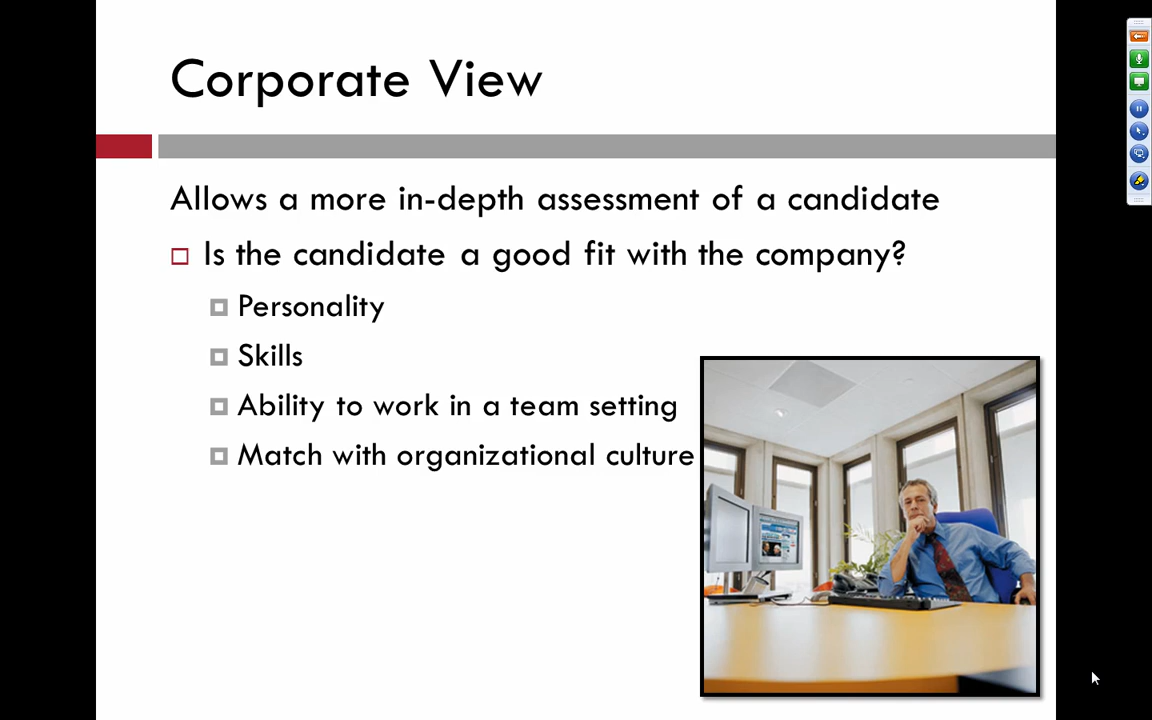 Corporate View
Allows a more in-depth assessment of a candidate
Is the candidate a good fit with the company?
Personality
Skills
Ability to work in a team setting
Match with organizational culture